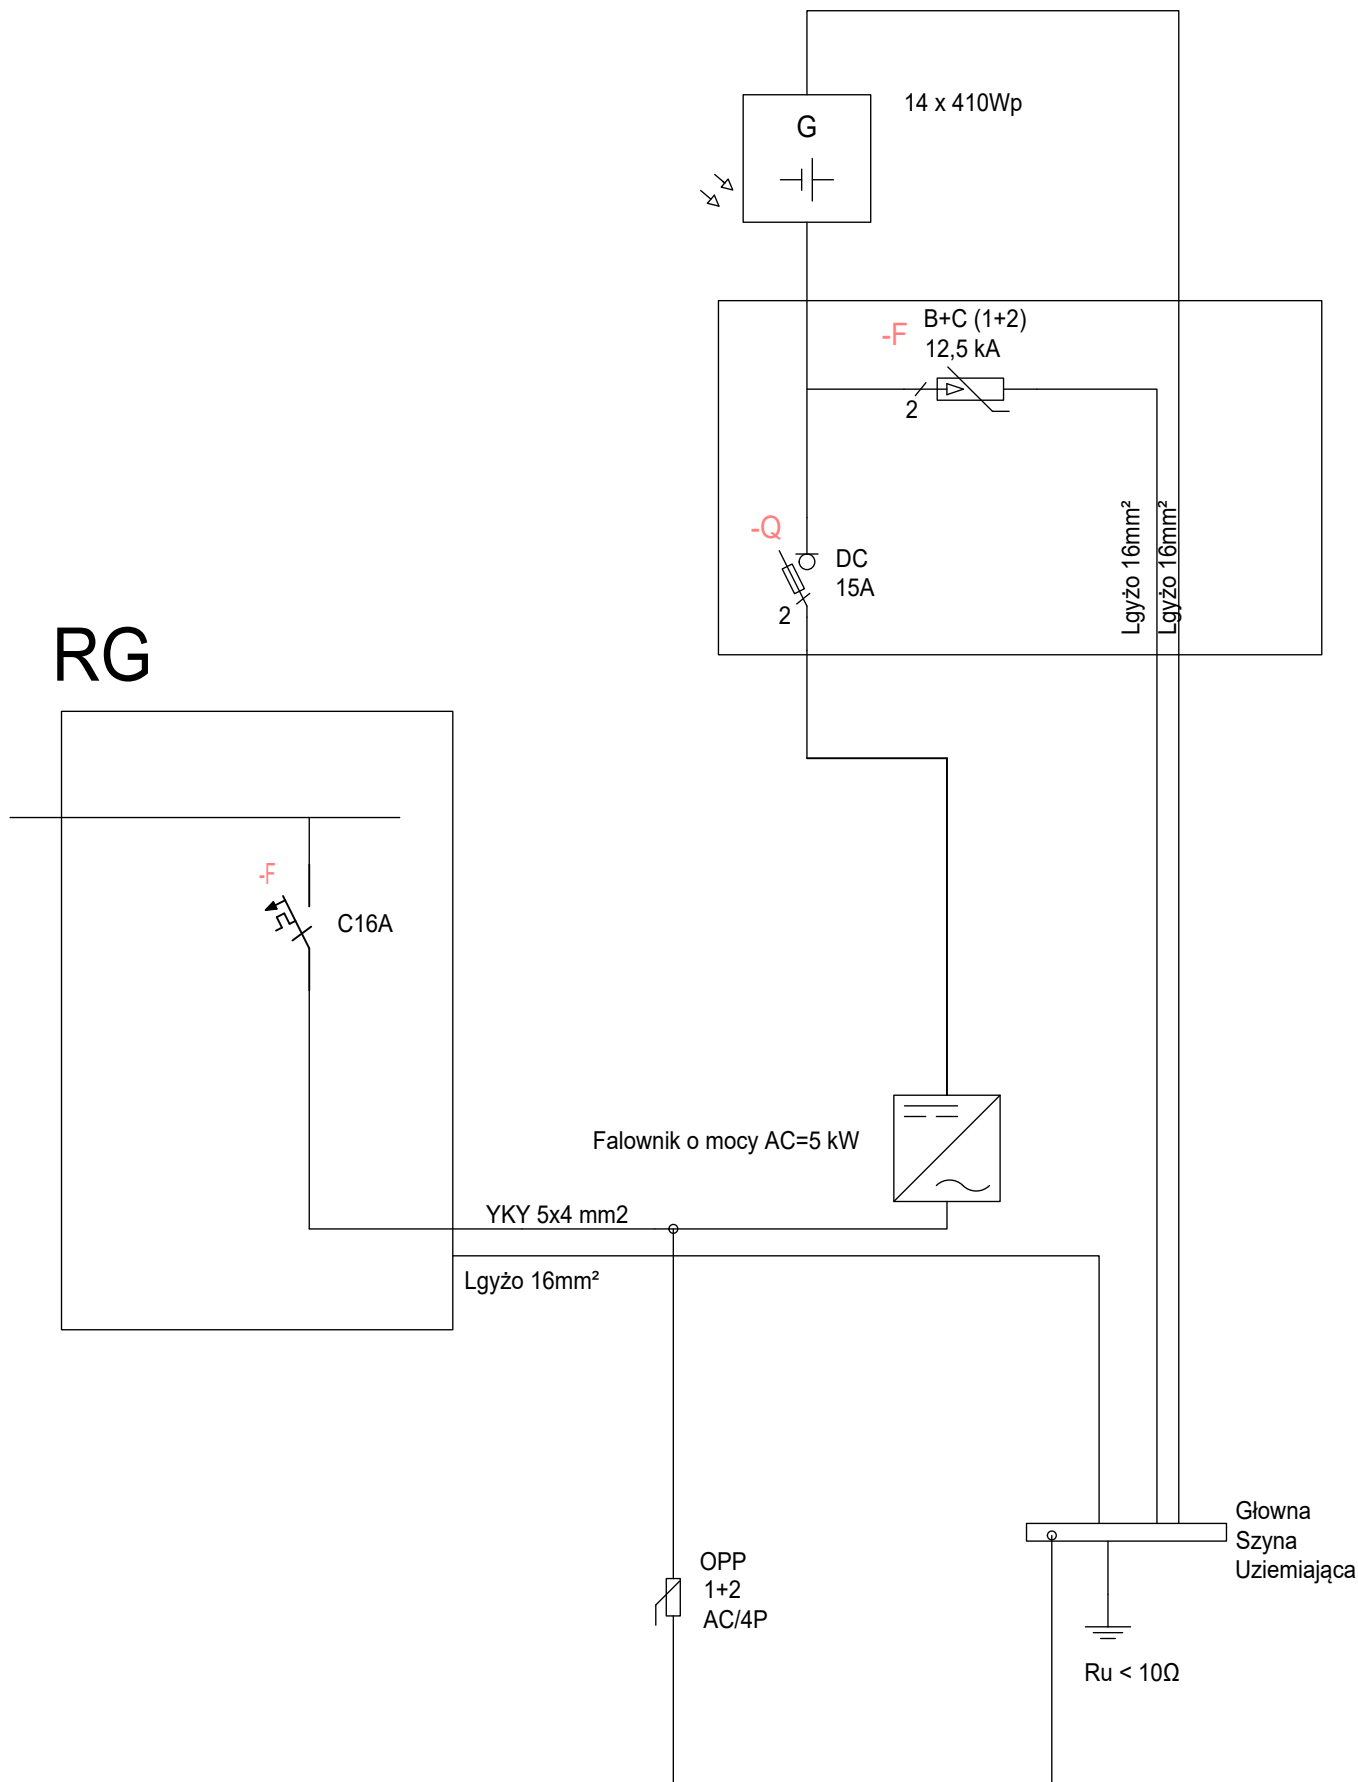 14 x 410Wp
G
-F
B+C (1+2)
12,5 kA
2
Lgyżo 16mm²
Lgyżo 16mm²
-Q
DC
15A
2
RG
-F
C16A
Falownik o mocy AC=5 kW
YKY 5x4 mm2
Lgyżo 16mm²
Głowna
Szyna
Uziemiająca
OPP
1+2
AC/4P
Ru < 10Ω